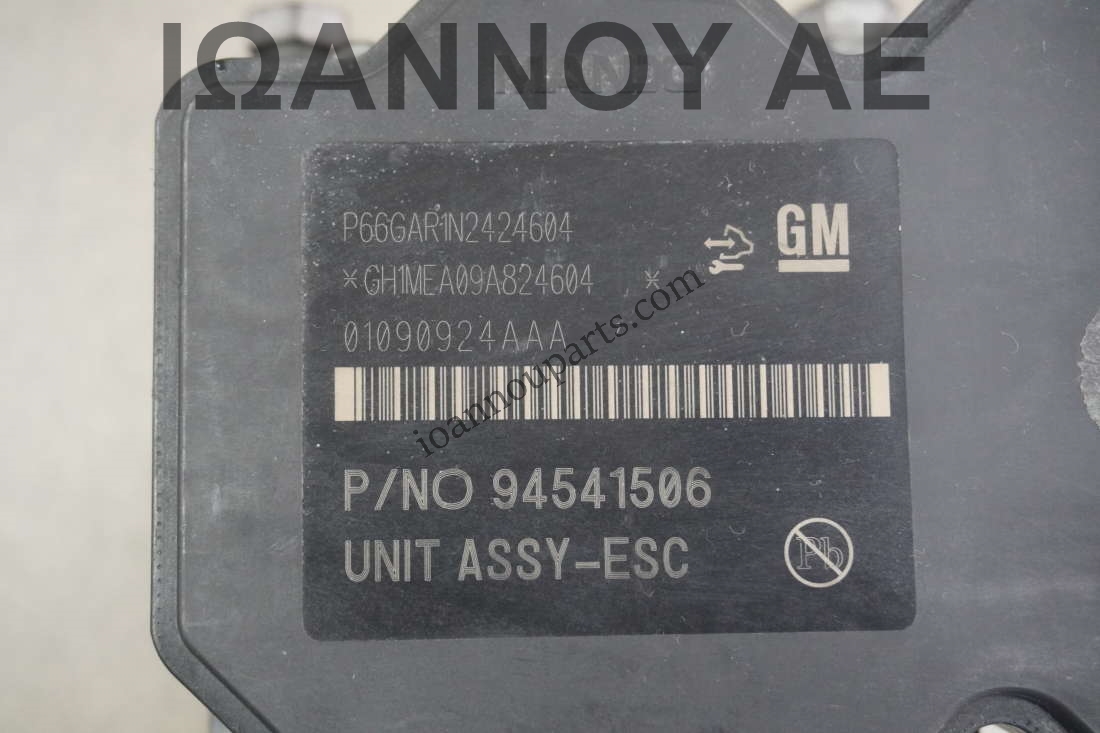 ΙΩΑΝΝΟΥ ΑΕ
P66GAR1N2424604
*GH1MEA09A824604 *
GM
01090924AAA
ioannouparts.com
P/NO 94541506
UNIT ASSY-ESC
Pb